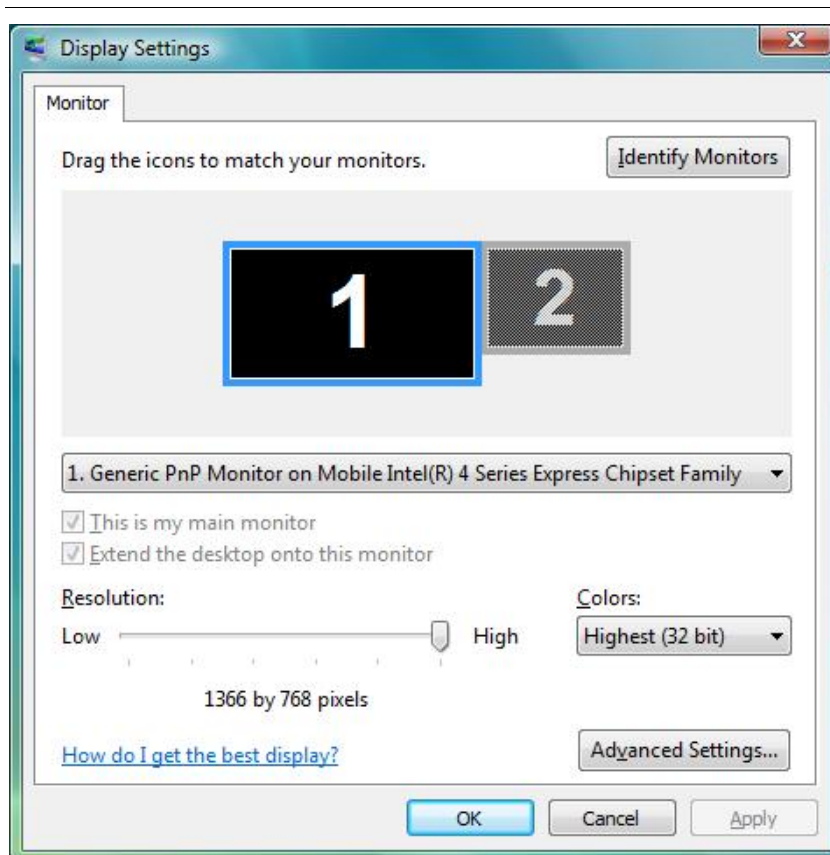 Display Settings
Monitor
Drag the icons to match your monitors.
Identify Monitors
1
2
1. Generic PnP Monitor on Mobile Intel(R) 4 Series Express Chipset Family
This is my main monitor
Extend the desktop onto this monitor
Resolution:
Colors:
Low
High
Highest (32 bit)
1366 by 768 pixels
How do I get the best display?
Advanced Settings...
OK
Cancel
Apply